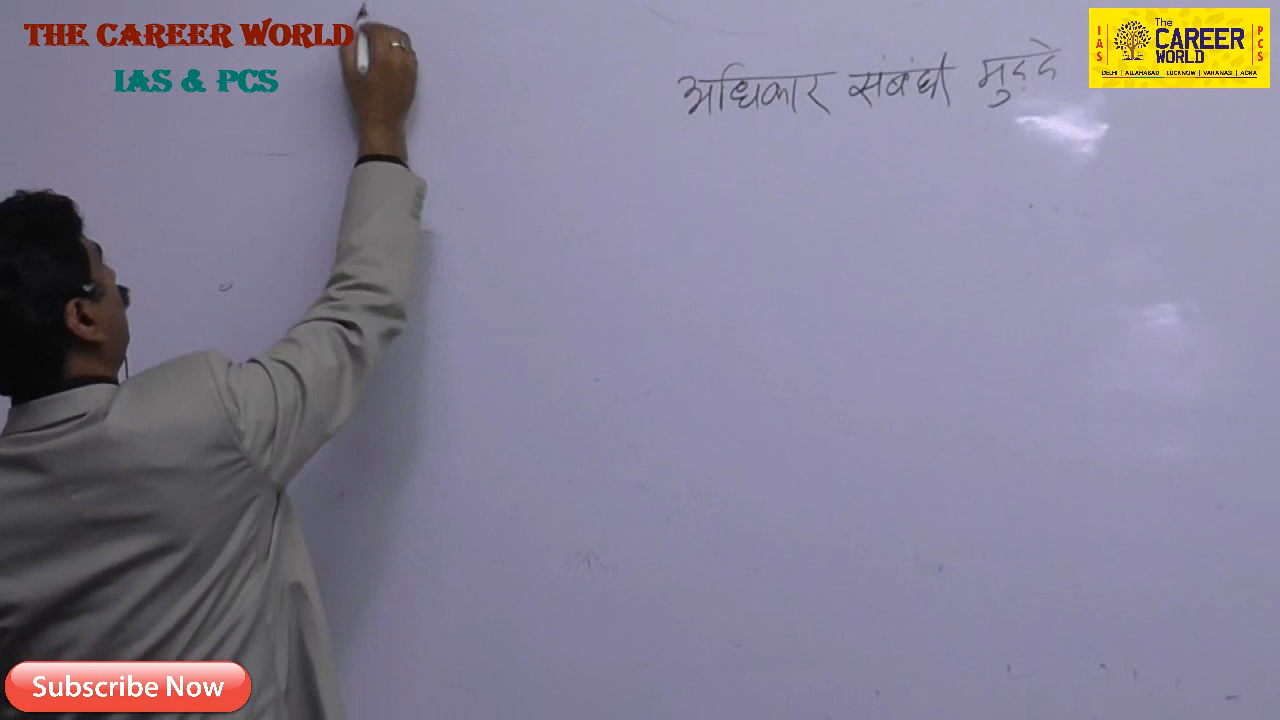 THE CAREER WORLD
IAS & PCS
अधिकार संबंधी मुद्दे
IAS
The
CAREER
WORLD
PCS
DELHI | ALLAHABAD | LUCKNOW | VARANASI | AGRA
Subscribe Now